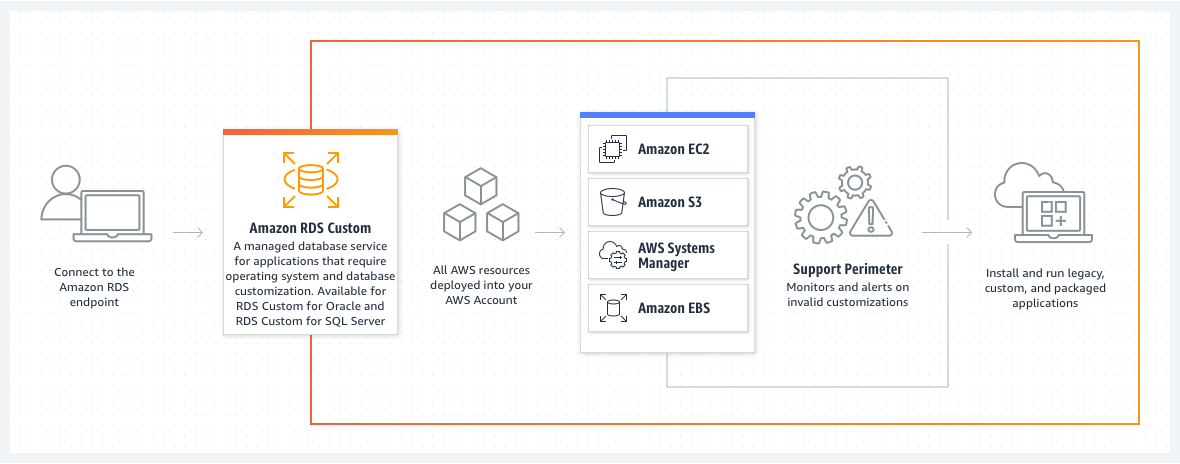 Connect to the
Amazon RDS
endpoint
Amazon RDS Custom
A managed database service
for applications that require
operating system and database
customization. Available for
RDS Custom for Oracle and
RDS Custom for SQL Server
All AWS resources
deployed into your
AWS Account
Amazon EC2
Amazon S3
AWS Systems
Manager
Amazon EBS
Support Perimeter
Monitors and alerts on
invalid customizations
Install and run legacy,
custom, and packaged
applications